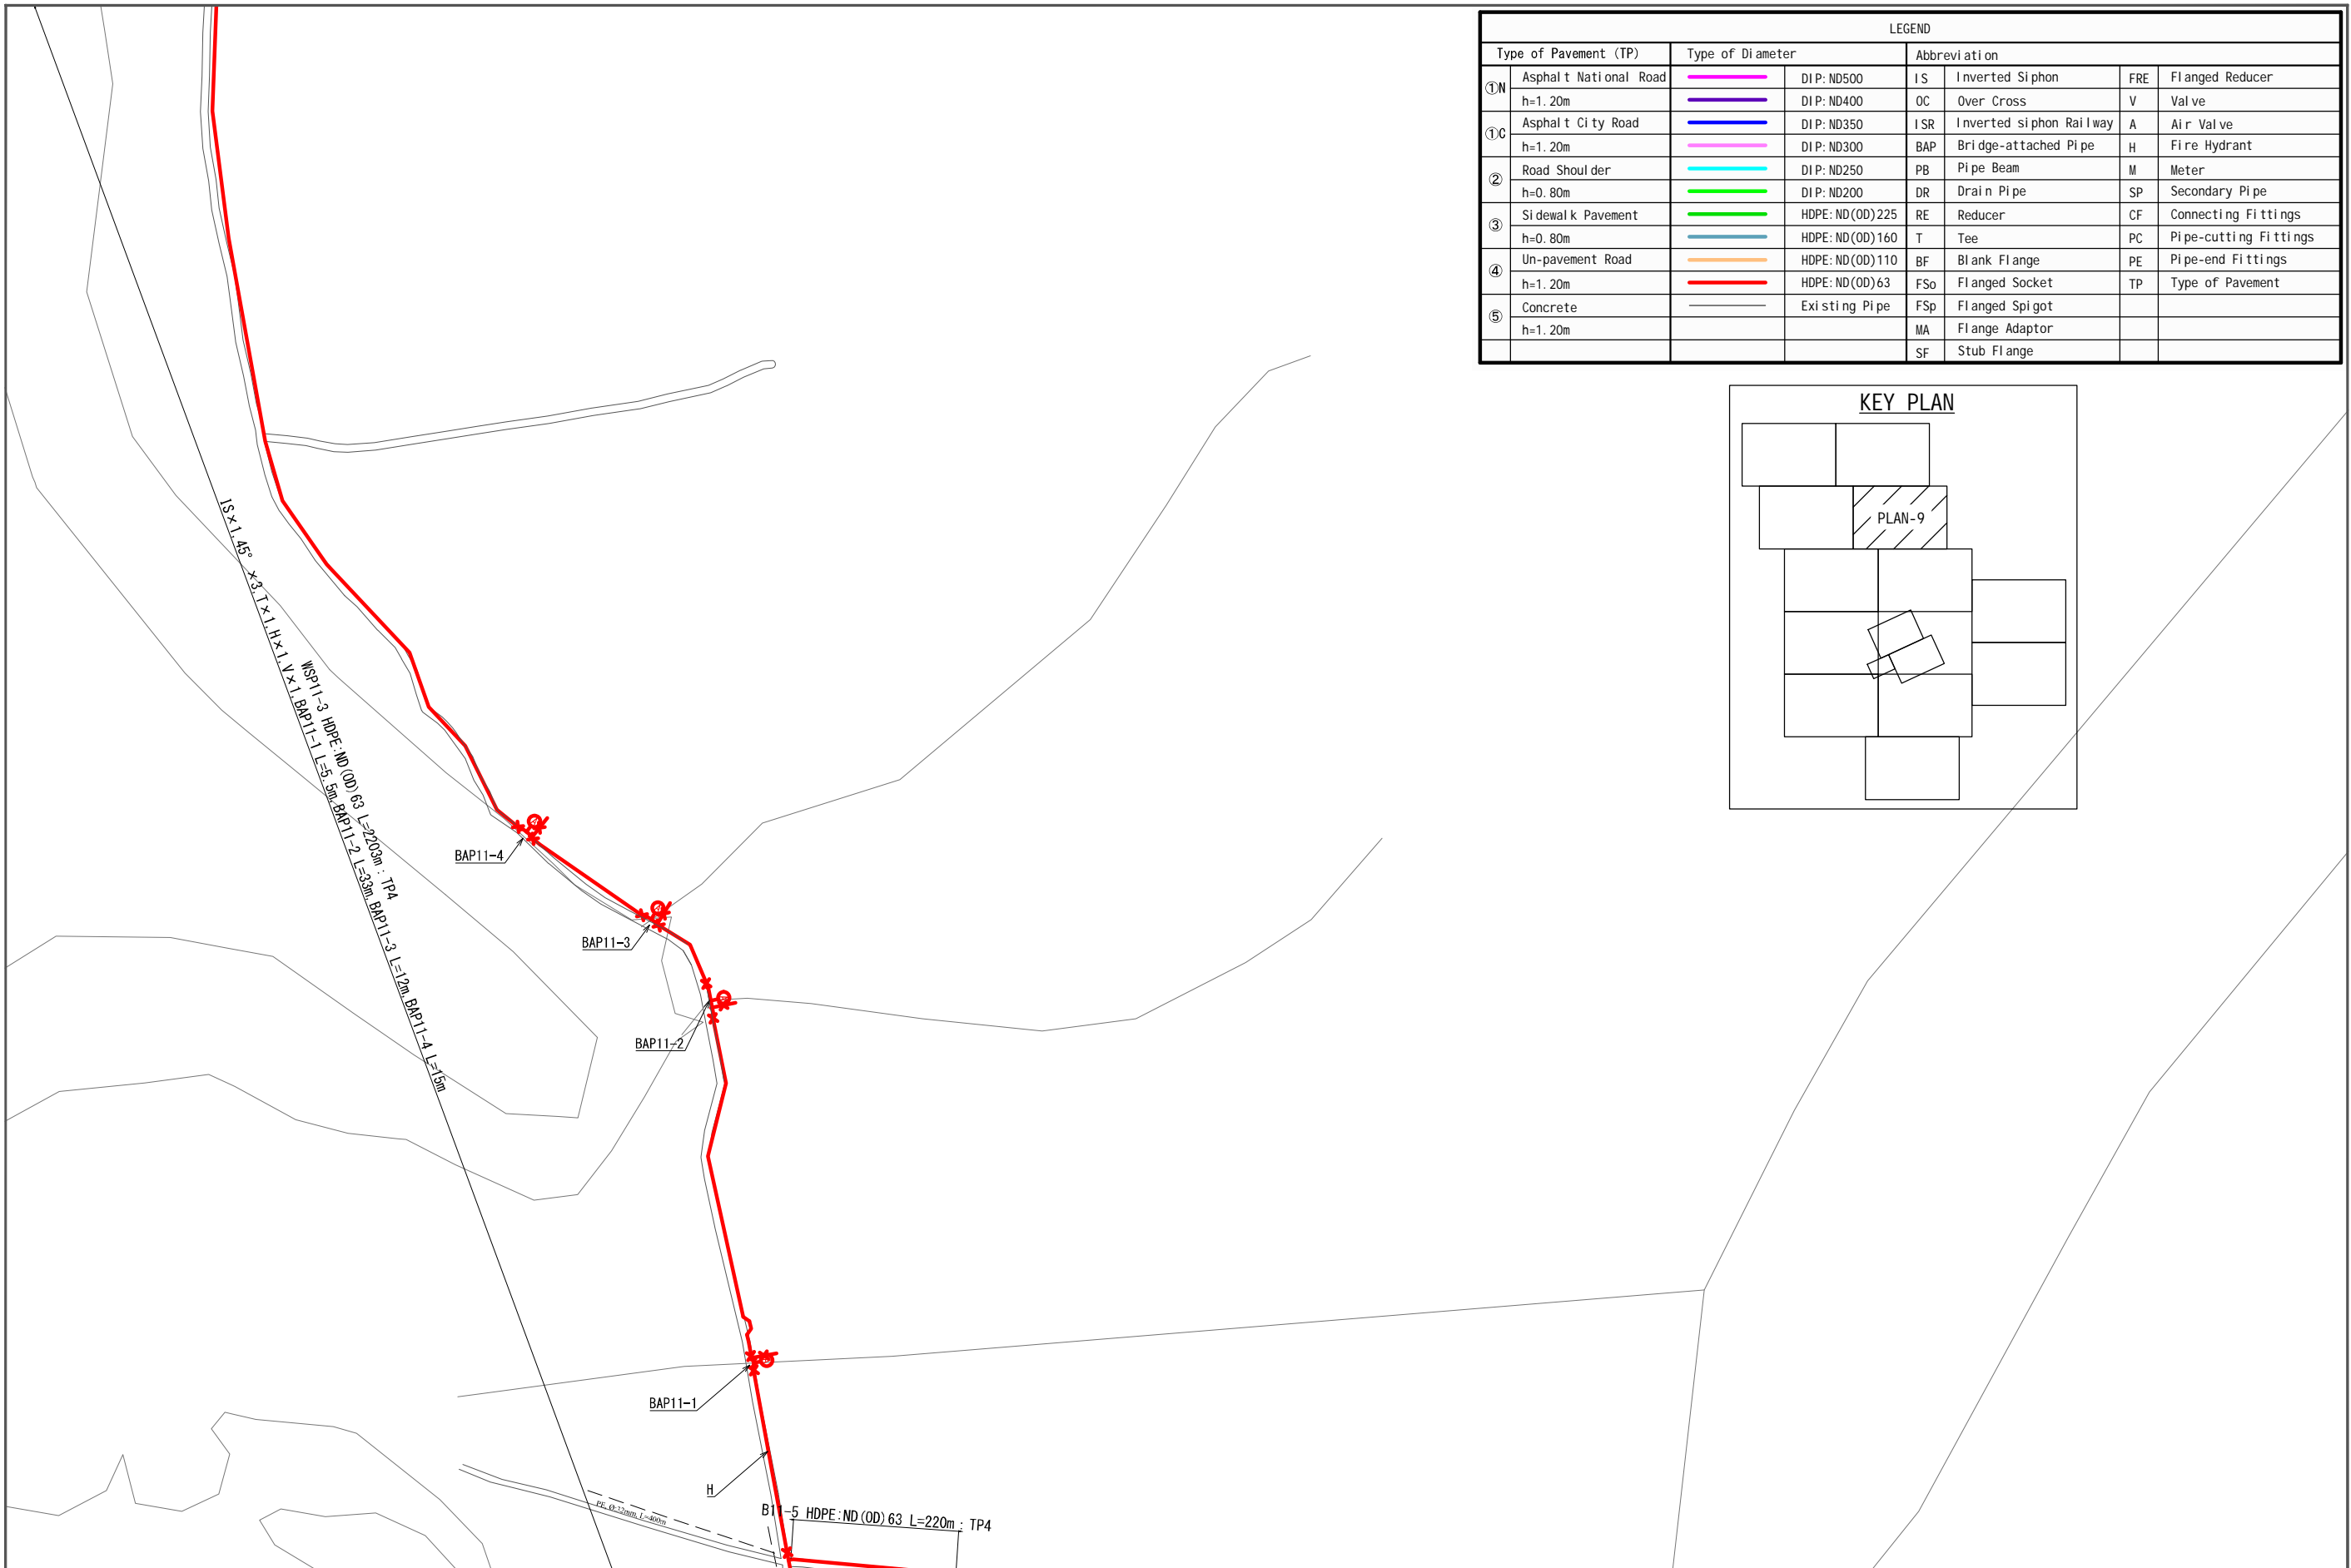 LEGEND
Type of Pavement (TP) Type of Diameter Abbreviation
①N Asphalt National Road DIP:ND500 IS Inverted Siphon FRE Flanged Reducer
h=1.20m DIP:ND400 OC Over Cross V Valve
①C Asphalt City Road DIP:ND350 ISR Inverted siphon Railway A Air Valve
h=1.20m DIP:ND300 BAP Bridge-attached Pipe H Fire Hydrant
② Road Shoulder DIP:ND250 PB Pipe Beam M Meter
h=0.80m DIP:ND200 DR Drain Pipe SP Secondary Pipe
③ Sidewalk Pavement HDPE:ND(OD)225 RE Reducer CF Connecting Fittings
h=0.80m HDPE:ND(OD)160 T Tee PC Pipe-cutting Fittings
④ Un-pavement Road HDPE:ND(OD)110 BF Blank Flange PE Pipe-end Fittings
h=1.20m HDPE:ND(OD)63 FSo Flanged Socket TP Type of Pavement
⑤ Concrete Existing Pipe FSp Flanged Spigot
h=1.20m MA Flange Adaptor
SF Stub Flange
KEY PLAN
PLAN-9
WSP11-3 HDPE:ND(OD)63 L=2203m : TP4
IS×1,45° ×3,T×1,H×1,V×1,BAP11-1 L=5.5m,BAP11-2 L=33m,BAP11-3 L=12m,BAP11-4 L=15m
BAP11-4
BAP11-3
BAP11-2
BAP11-1
H
PE, Ø:22mm, L=400m
B11-5 HDPE:ND(OD)63 L=220m : TP4